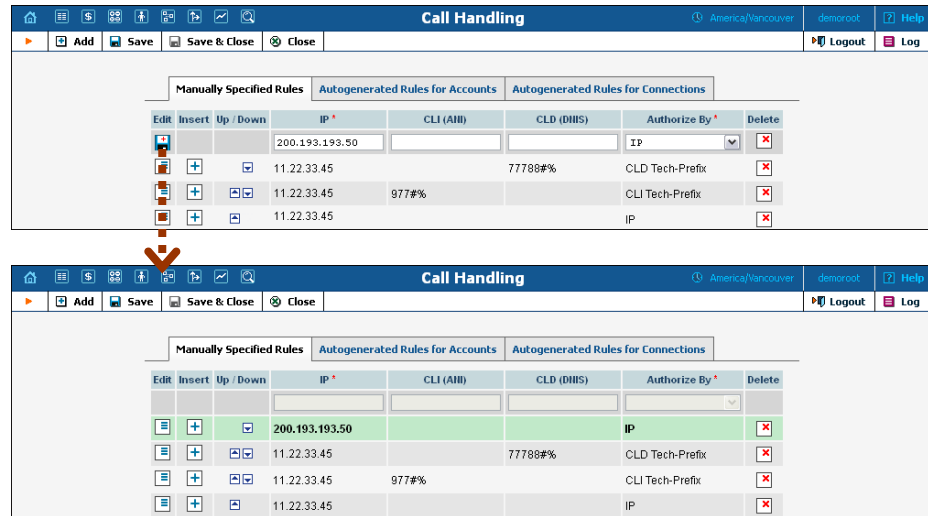 Call Handling America/Vancouver demoroot Help
Add Save Save & Close Close Logout Log
Manually Specified Rules Autogenerated Rules for Accounts Autogenerated Rules for Connections
Edit Insert Up / Down IP * CLI (ANI) CLD (DNIS) Authorize By * Delete
200.193.193.50 IP
11.22.33.45 77788#% CLD Tech-Prefix
11.22.33.45 977#% CLI Tech-Prefix
11.22.33.45 IP
Call Handling America/Vancouver demoroot Help
Add Save Save & Close Close Logout Log
Manually Specified Rules Autogenerated Rules for Accounts Autogenerated Rules for Connections
Edit Insert Up / Down IP * CLI (ANI) CLD (DNIS) Authorize By * Delete
200.193.193.50 IP
11.22.33.45 77788#% CLD Tech-Prefix
11.22.33.45 977#% CLI Tech-Prefix
11.22.33.45 IP